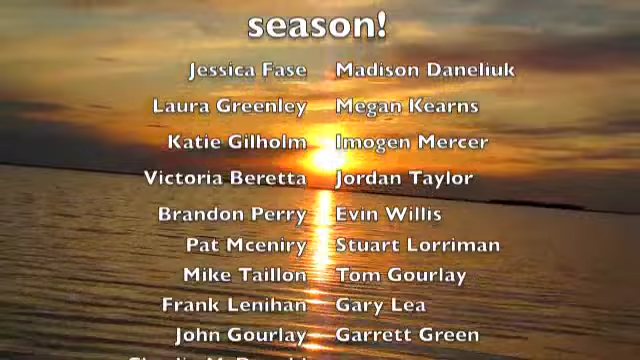 season!
Jessica Fase Madison Daneliuk
Laura Greenley Megan Kearns
Katie Gilholm Imogen Mercer
Victoria Beretta Jordan Taylor
Brandon Perry Evin Willis
Pat Mceniry Stuart Lorriman
Mike Taillon Tom Gourlay
Frank Lenihan Gary Lea
John Gourlay Garrett Green